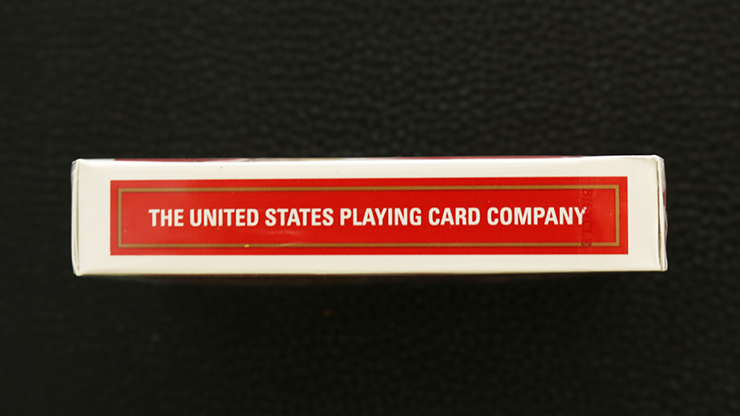 THE UNITED STATES PLAYING CARD COMPANY